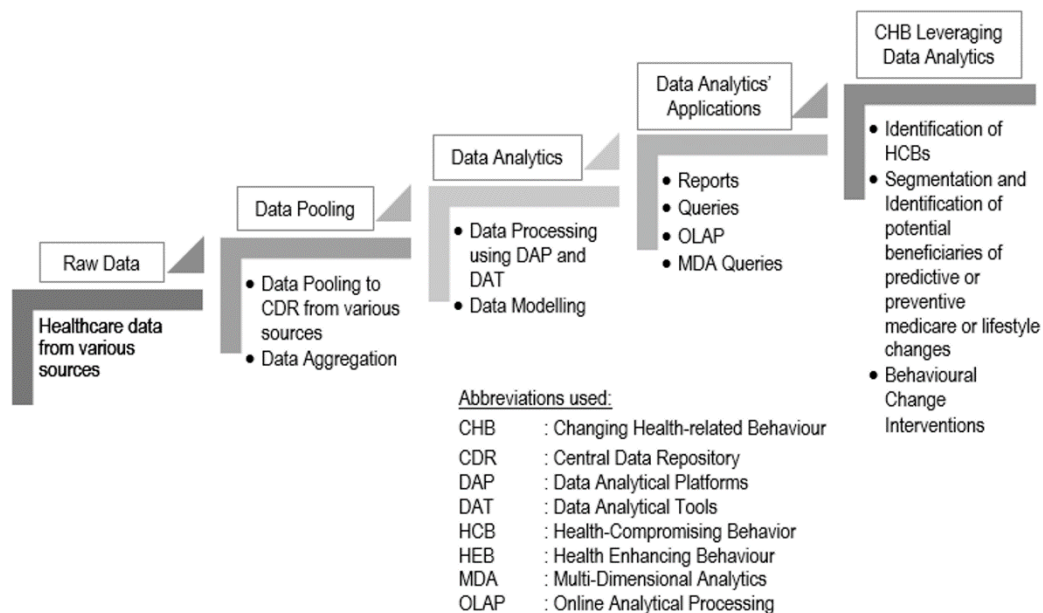 Raw Data
Healthcare data
from various
sources
Data Pooling
• Data Pooling to
CDR from various
sources
• Data Aggregation
Data Analytics
• Data Processing
using DAP and
DAT
• Data Modelling
Data Analytics'
Applications
• Reports
• Queries
• OLAP
• MDA Queries
CHB Leveraging
Data Analytics
• Identification of
HCBs
• Segmentation and
Identification of
potential
beneficiaries of
predictive or
preventive
medicare or lifestyle
changes
• Behavioural
Change
Interventions
Abbreviations used:
CHB : Changing Health-related Behaviour
CDR : Central Data Repository
DAP : Data Analytical Platforms
DAT : Data Analytical Tools
HCB : Health-Compromising Behavior
HEB : Health Enhancing Behaviour
MDA : Multi-Dimensional Analytics
OLAP : Online Analytical Processing